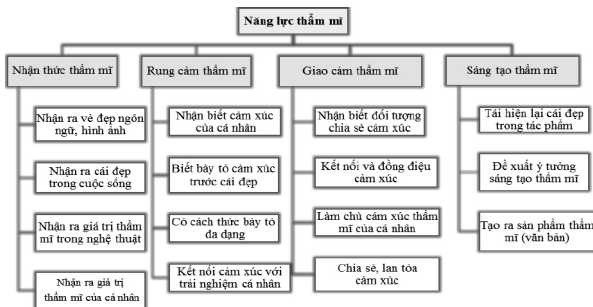 Năng lực thẩm mĩ
Nhận thức thẩm mĩ
Rung cảm thẩm mĩ
Giao cảm thẩm mĩ
Sáng tạo thẩm mĩ
Nhận ra vẻ đẹp ngôn
ngữ, hình ảnh
Nhận ra cái đẹp
trong cuộc sống
Nhận ra giá trị thẩm
mĩ trong nghệ thuật
Nhận ra giá trị
thẩm mĩ của cá nhân
Nhận biết cảm xúc
của cá nhân
Biết bày tỏ cảm xúc
trước cái đẹp
Có cách thức bày tỏ
đa dạng
Kết nối cảm xúc với
trải nghiệm cá nhân
Nhận biết đối tượng
chia sẻ cảm xúc
Kết nối và đồng điệu
cảm xúc
Làm chủ cảm xúc thẩm
mĩ của cá nhân
Chia sẻ, lan tỏa
cảm xúc
Tái hiện lại cái đẹp
trong tác phẩm
Đề xuất ý tưởng
sáng tạo thẩm mĩ
Tạo ra sản phẩm thẩm
mĩ (văn bản)